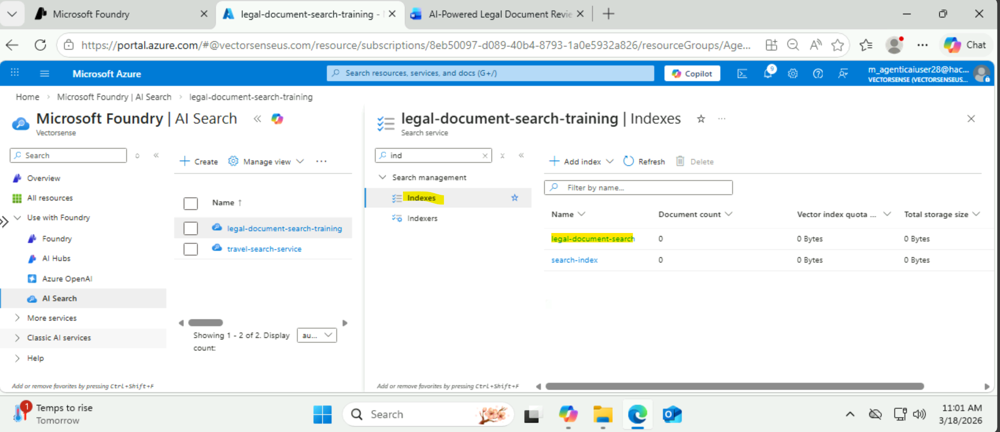 Microsoft Foundry
legal-document-search-training -
AI-Powered Legal Document Revie
https://portal.azure.com/#@vectorsenseus.com/resource/subscriptions/8eb50097-d089-40b4-8793-1a0e5932a826/resourceGroups/Age...
Chat
Microsoft Azure
Search resources, services, and docs (G+/)
Copilot
9
m_agenticaiuser28@hac...
VECTORSENSE (VECTORSENSEUS....
Home > Microsoft Foundry | AI Search > legal-document-search-training
Microsoft Foundry | AI Search
Vectorsense
Search
Overview
All resources
Use with Foundry
Foundry
AI Hubs
Azure OpenAI
AI Search
More services
Classic AI services
Help
Add or remove favorites by pressing Ctrl+Shift+F
Create
Manage view
...
Name ↑
legal-document-search-training
travel-search-service
Showing 1 - 2 of 2. Display
count:
au...
legal-document-search-training | Indexes
...
Search service
ind
Search management
Indexes
Indexers
Add or remove favorites by pressing Ctrl+Shift+F
Add index
Refresh
Delete
Filter by name...
Name Document count Vector index quota ... Total storage size
legal-document-search 0 0 Bytes 0 Bytes
search-index 0 0 Bytes 0 Bytes
1
Temps to rise
Tomorrow
Search
11:01 AM
3/18/2026